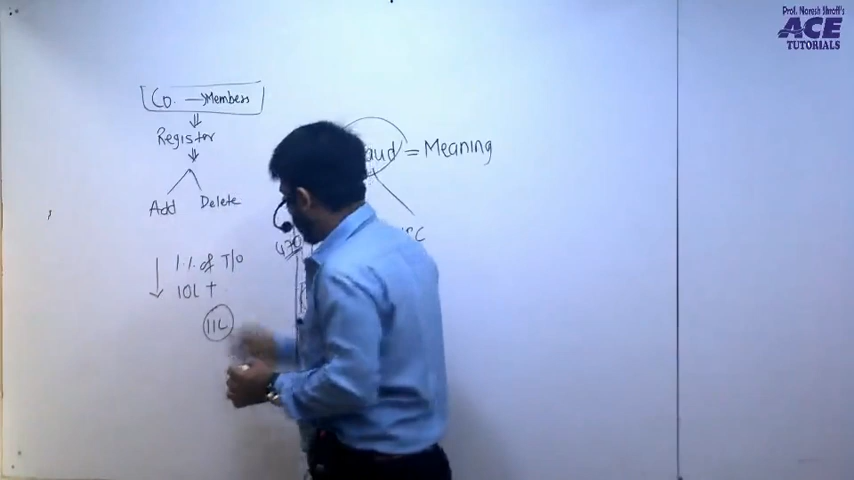 Prof. Naresh Shroff's
ACE
TUTORIALS
Co. → Members
Register
Add Delete
1% of T/O
10L +
11L
= Meaning